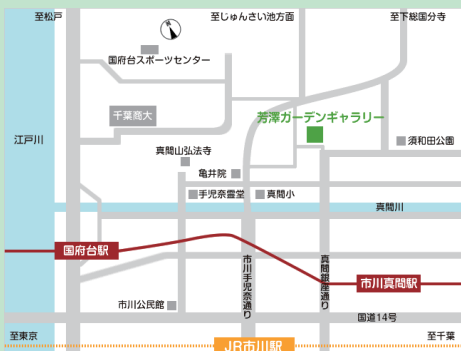 至松戸
至じゅんさい池方面
至下総国分寺
国府台スポーツセンター
千葉商大
芳澤ガーデンギャラリー
江戸川
須和田公園
真間山弘法寺
亀井院
手児奈霊堂
真間小
真間川
国府台駅
市川手児奈通り
真間銀座通り
市川真間駅
市川公民館
国道14号
至東京
至千葉
JR市川駅